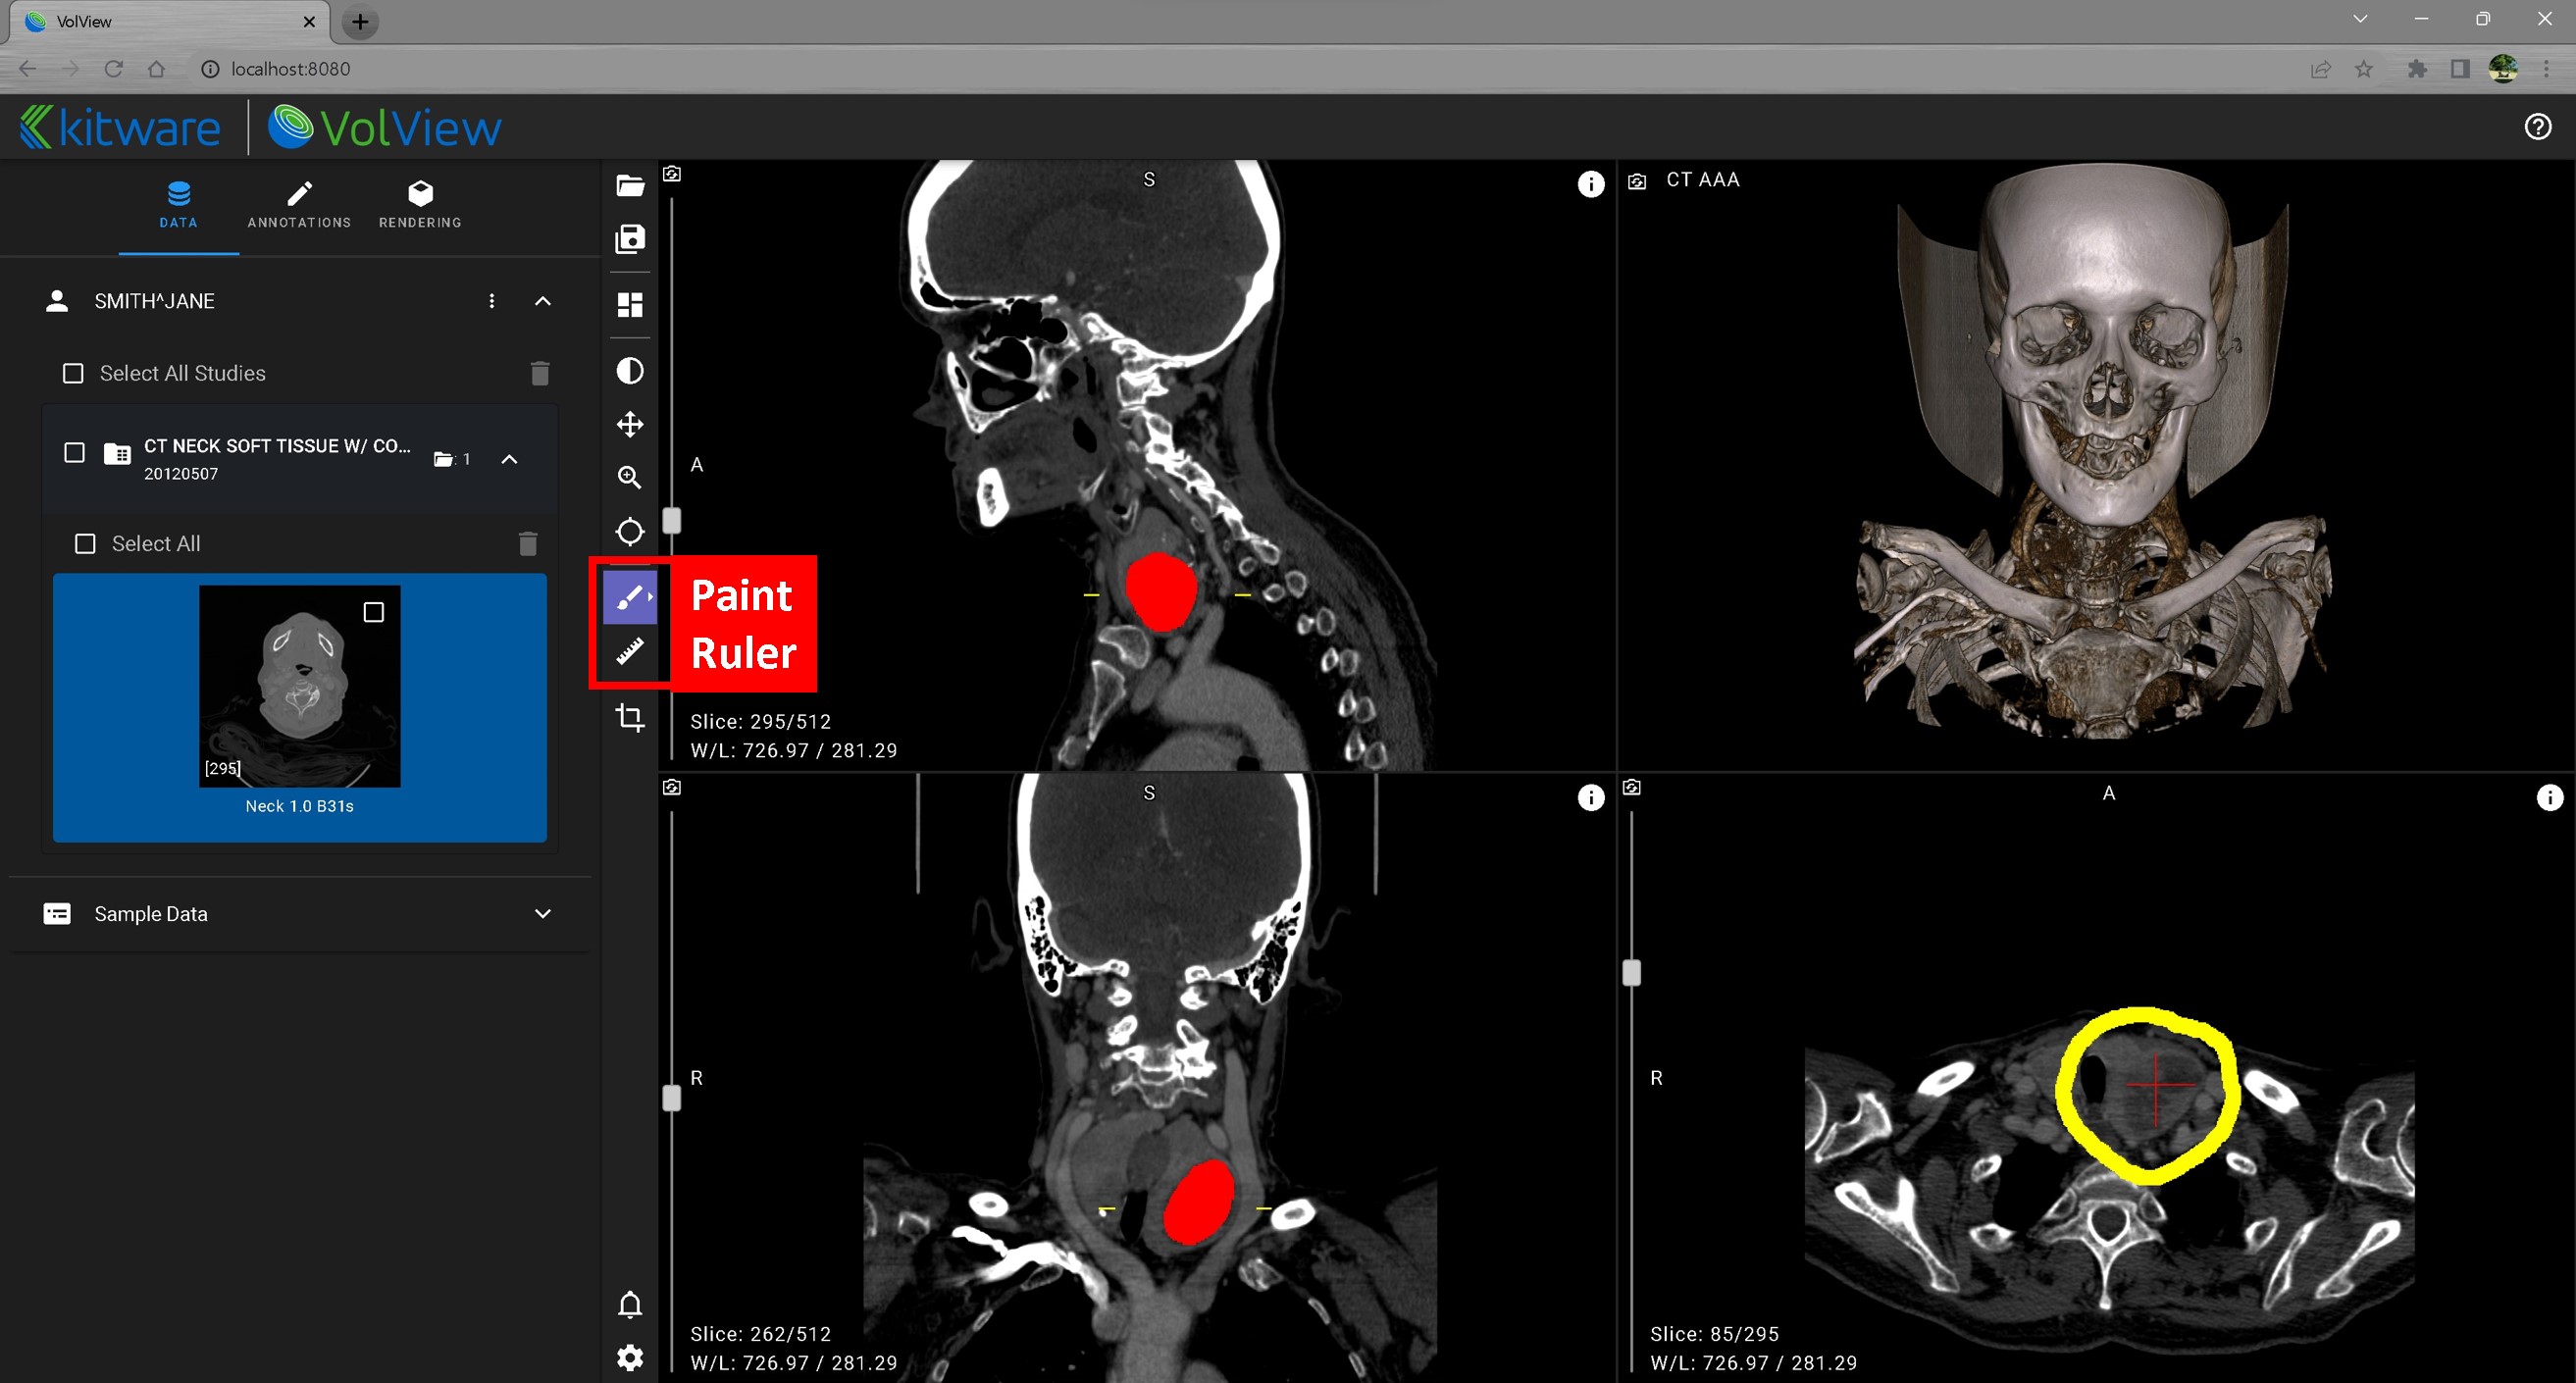 VolView
localhost:8080
kitware VolView
DATA
ANNOTATIONS
RENDERING
SMITH^JANE
Select All Studies
CT NECK SOFT TISSUE W/ CO...
20120507
: 1
Select All
[295]
Neck 1.0 B31s
Sample Data
Paint
Ruler
S
A
Slice: 295/512
W/L: 726.97 / 281.29
CT AAA
S
R
Slice: 262/512
W/L: 726.97 / 281.29
A
R
Slice: 85/295
W/L: 726.97 / 281.29